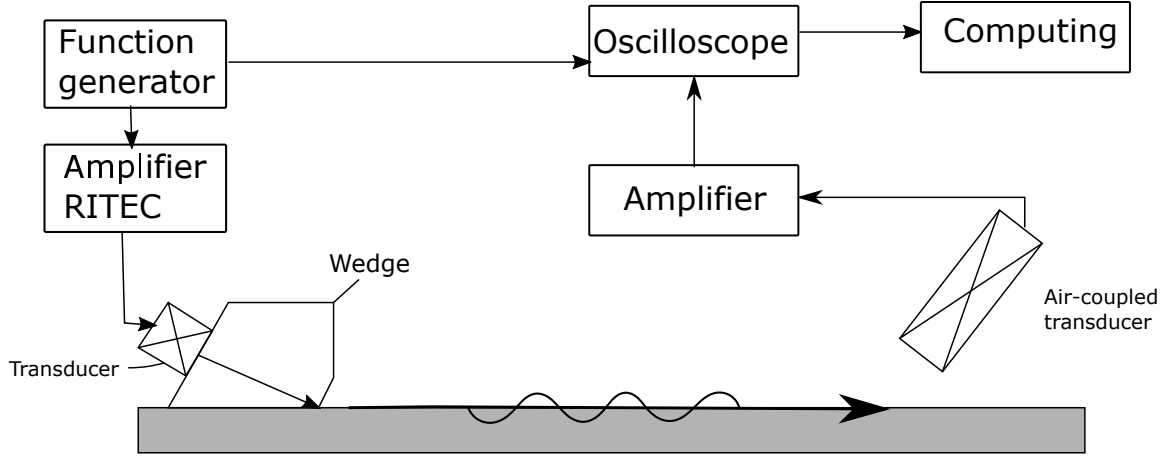 Function
generator
Oscilloscope
Computing
Amplifier
RITEC
Amplifier
Wedge
Air-coupled
transducer
Transducer